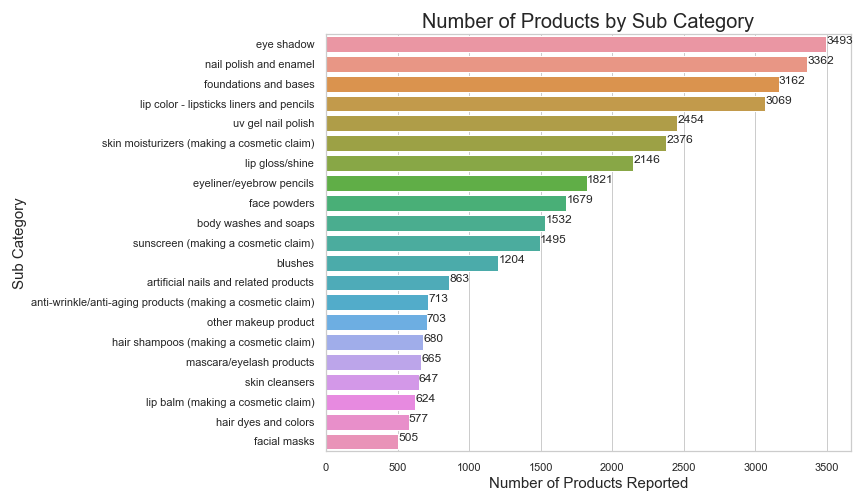 Number of Products by Sub Category
eye shadow 3493
nail polish and enamel 3362
foundations and bases 3162
lip color - lipsticks liners and pencils 3069
uv gel nail polish 2454
skin moisturizers (making a cosmetic claim) 2376
lip gloss/shine 2146
eyeliner/eyebrow pencils 1821
face powders 1679
body washes and soaps 1532
sunscreen (making a cosmetic claim) 1495
blushes 1204
artificial nails and related products 863
anti-wrinkle/anti-aging products (making a cosmetic claim) 713
other makeup product 703
hair shampoos (making a cosmetic claim) 680
mascara/eyelash products 665
skin cleansers 647
lip balm (making a cosmetic claim) 624
hair dyes and colors 577
facial masks 505
Sub Category
0 500 1000 1500 2000 2500 3000 3500
Number of Products Reported